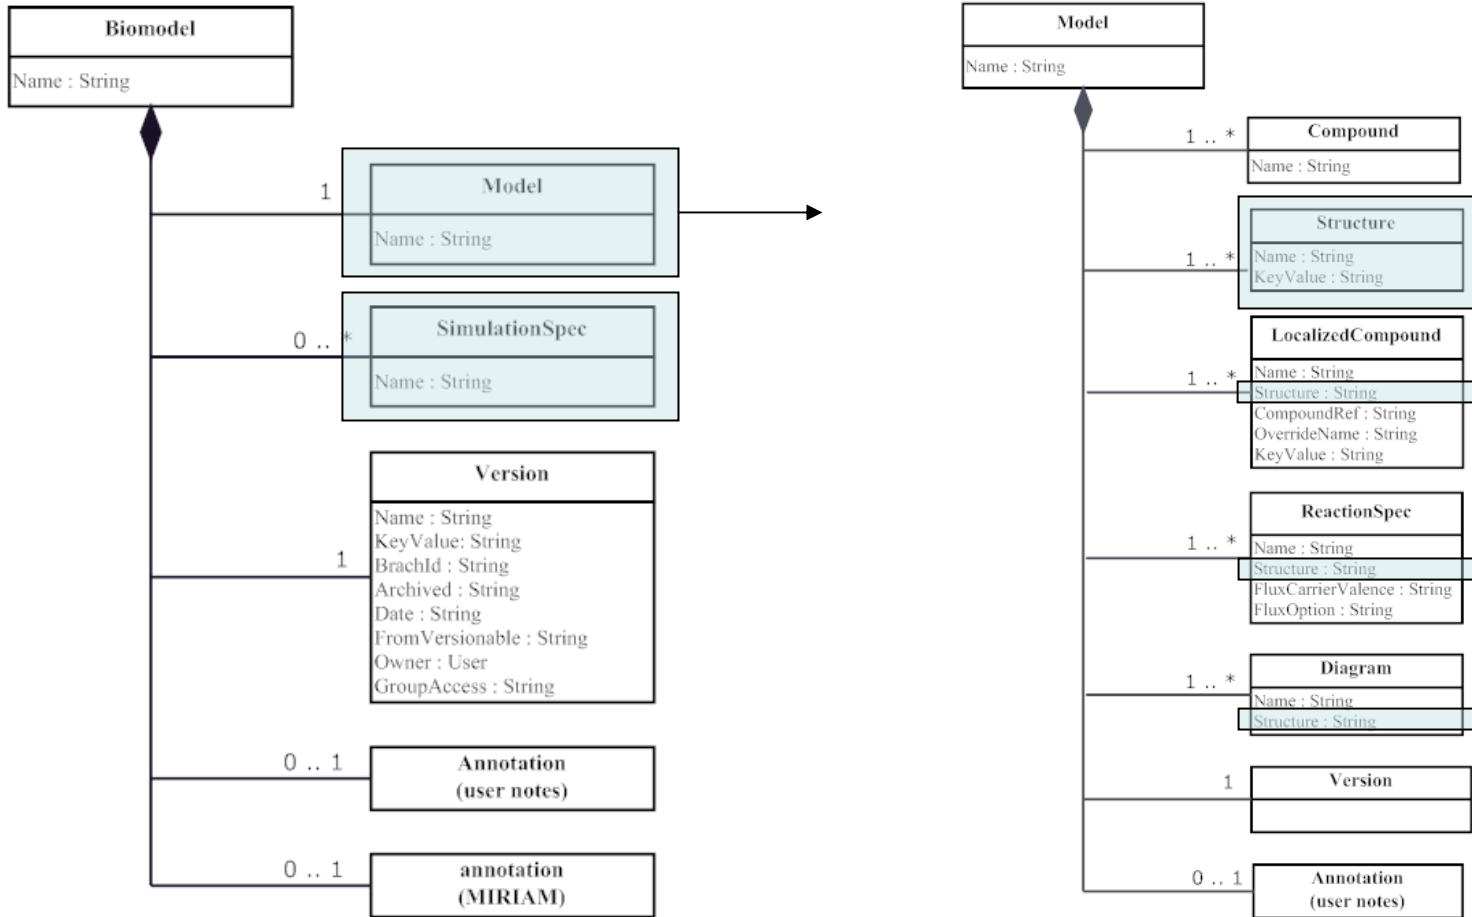 Biomodel
Name : String
1
Model
Name : String
0 .. *
SimulationSpec
Name : String
1
Version
Name : String
KeyValue: String
BrachId : String
Archived : String
Date : String
FromVersionable : String
Owner : User
GroupAccess : String
0 .. 1
Annotation
(user notes)
0 .. 1
annotation
(MIRIAM)
Model
Name : String
1 .. *
Compound
Name : String
1 .. *
Structure
Name : String
KeyValue : String
1 .. *
LocalizedCompound
Name : String
Structure : String
CompoundRef : String
OverrideName : String
KeyValue : String
1 .. *
ReactionSpec
Name : String
Structure : String
FluxCarrierValence : String
FluxOption : String
1 .. *
Diagram
Name : String
Structure : String
1
Version
0 .. 1
Annotation
(user notes)